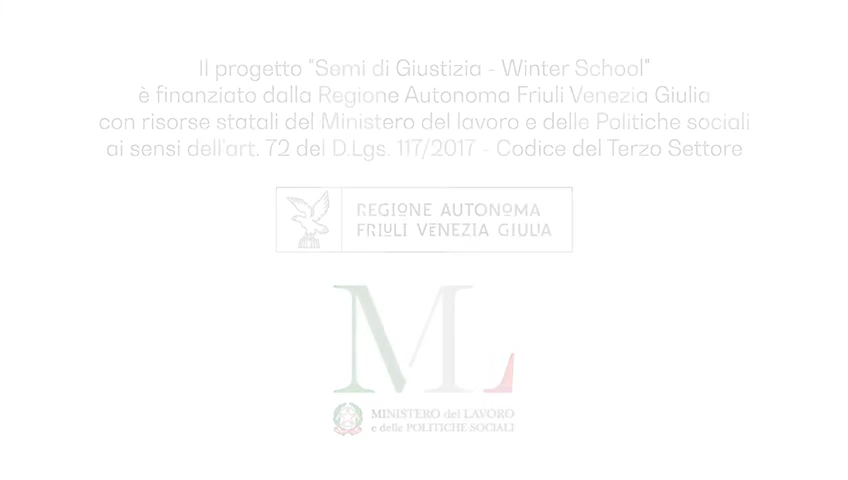 Il progetto "Semi di Giustizia - Winter School"
è finanziato dalla Regione Autonoma Friuli Venezia Giulia
con risorse statali del Ministero del lavoro e delle Politiche sociali
ai sensi dell'art. 72 del D.Lgs. 117/2017 - Codice del Terzo Settore
REGIONE AUTONOMA
FRIULI VENEZIA GIULIA
ML
MINISTERO del LAVORO
e delle POLITICHE SOCIALI